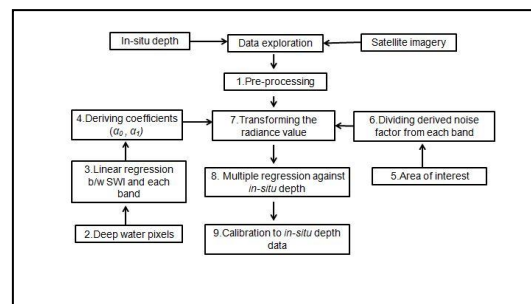 In-situ depth
Data exploration
Satellite imagery
1.Pre-processing
4.Deriving coefficients
(α₀ , α₁)
7.Transforming the
radiance value
6.Dividing derived noise
factor from each band
3.Linear regression
b/w SWI and each
band
8. Multiple regression against
in-situ depth
5.Area of interest
2.Deep water pixels
9.Calibration to in-situ depth
data